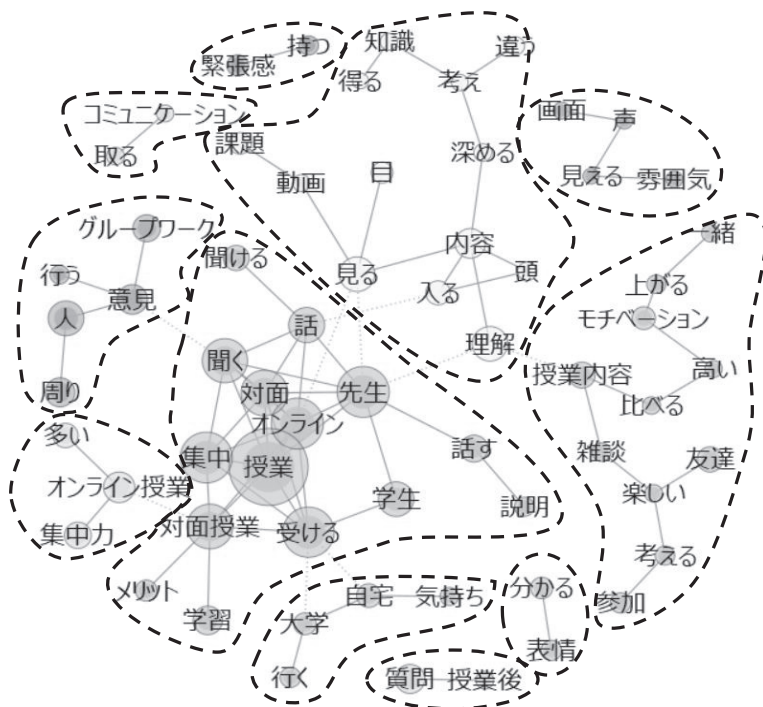 知識
違う
持つ
緊張感
得る
考え
コミュニケーション
画面
声
課題
取る
深める
動画
目
見える
雰囲気
グループワーク
一緒
聞ける
内容
行う
意見
見る
頭
上がる
入る
人
話
モチベーション
理解
聞く
高い
授業内容
周り
対面
先生
比べる
オンライン
多い
集中
話す
雑談
友達
授業
オンライン授業
学生
説明
楽しい
集中力
対面授業
受ける
考える
メリット
自宅
気持ち
分かる
参加
学習
大学
表情
行く
質問
授業後